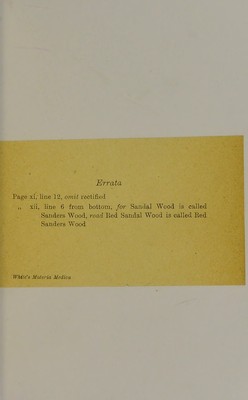 Errata
Page xi, line 12, omit rectified
„ xii, line 6 from bottom, for Sandal Wood is called
Sanders Wood, read Red Sandal Wood is called Red
Sanders Wood
White's Materia Medica